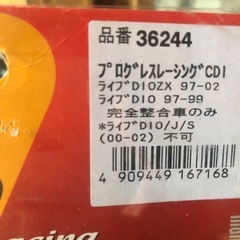 品番 36244
プログレスレーシングCDI
ライブDIOZX 97-02
ライブDIO 97-99
完全整合車のみ
*ライブDIO/J/S
(00-02) 不可
4 909449 167168
acing